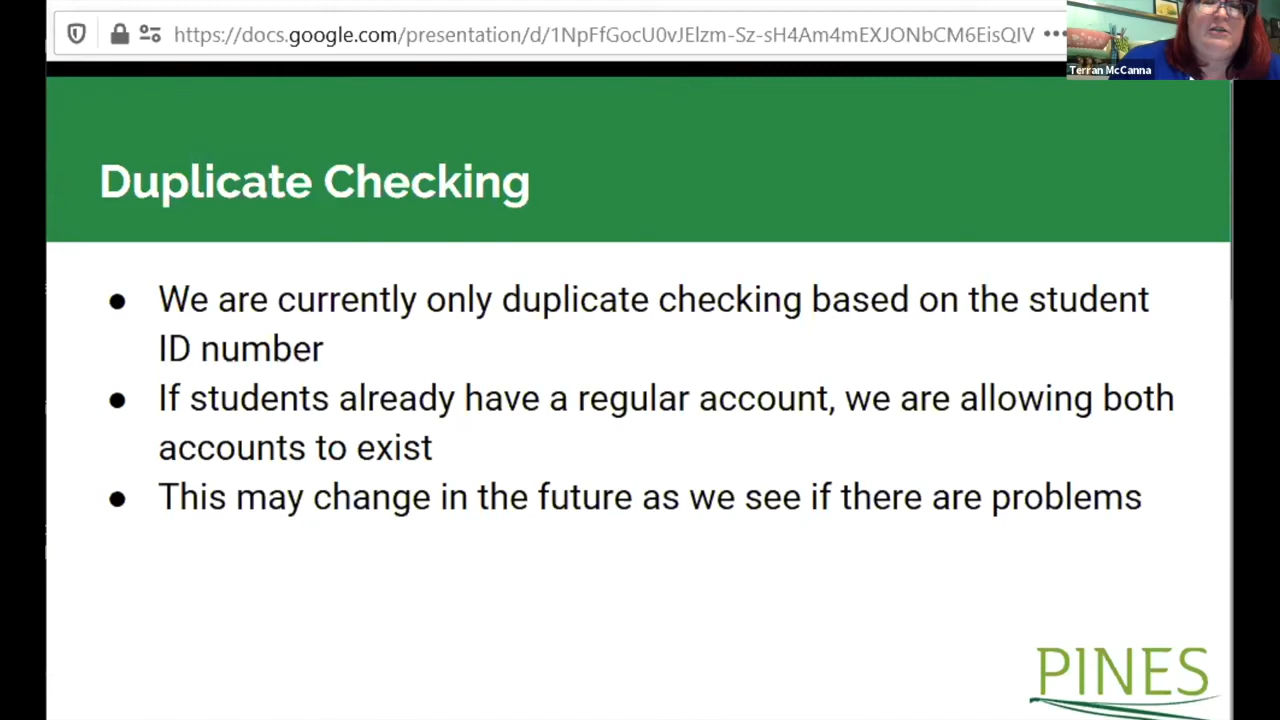 https://docs.google.com/presentation/d/1NpFfGocU0vJElzm-Sz-sH4Am4mEXJONbCM6EisQIV •••
Terran McCanna
Duplicate Checking
● We are currently only duplicate checking based on the student
ID number
● If students already have a regular account, we are allowing both
accounts to exist
● This may change in the future as we see if there are problems
PINES